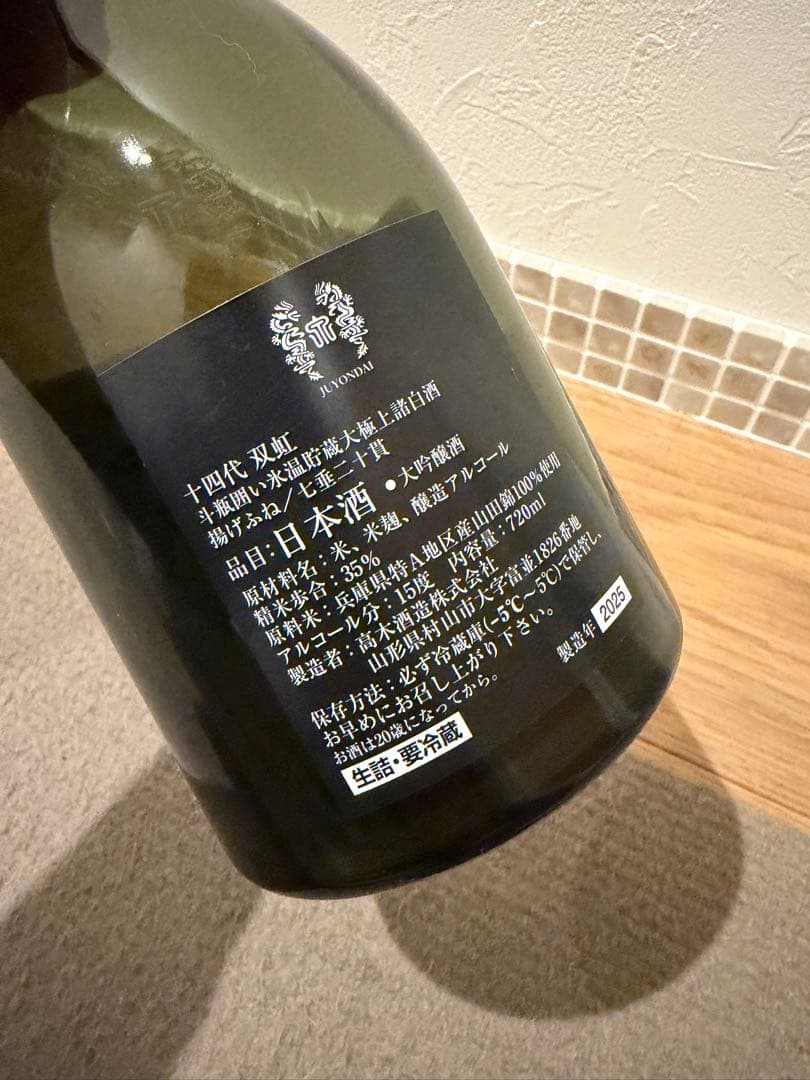 JUYONDAI
十四代 双虹
斗瓶囲い氷温貯蔵大極上諸白酒
揚げふね/七垂二十貫
品目:日本酒 ・大吟醸酒
原材料名:米、米麹、醸造アルコール
精米歩合:35%
原料米:兵庫県特A地区産山田錦100%使用
アルコール分:15度 内容量:720ml
製造者:高木酒造株式会社
山形県村山市大字富並1826番地
保存方法:必ず冷蔵庫(−5℃〜5℃)で保管し、
お早めにお召し上がり下さい。
お酒は20歳になってから。
製造年 2025
生詰・要冷蔵